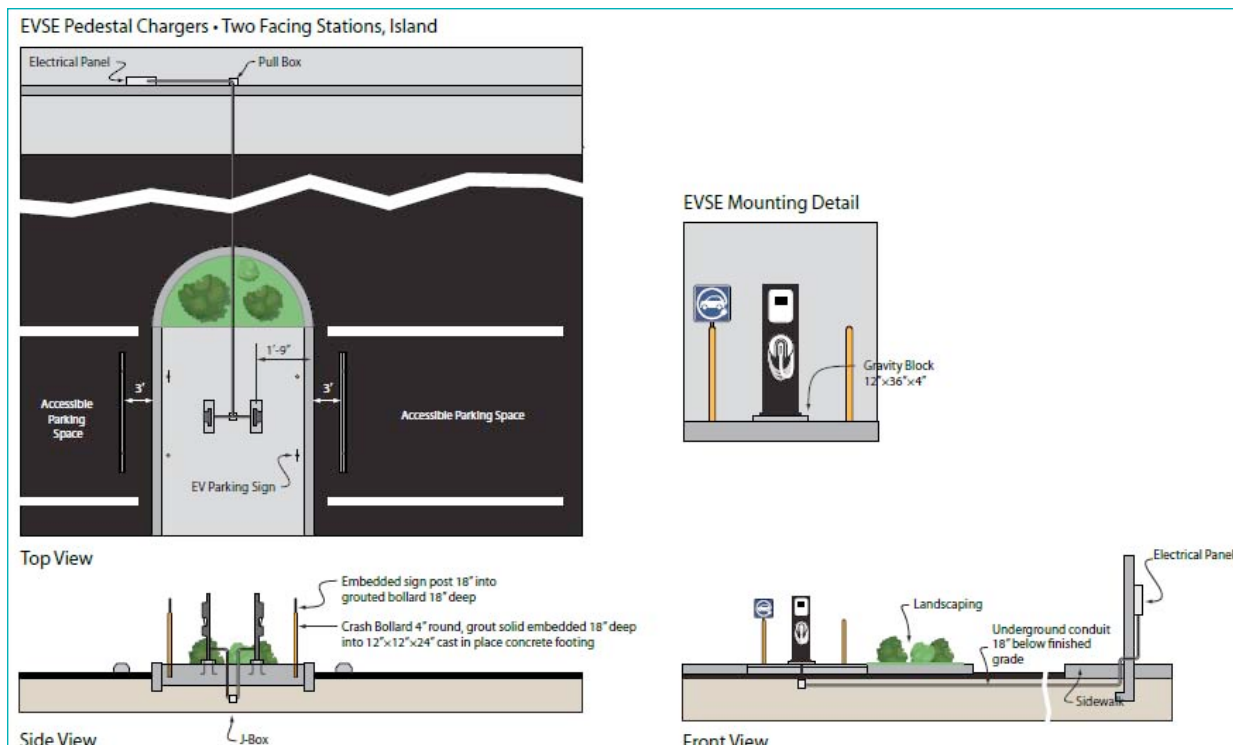 EVSE Pedestal Chargers • Two Facing Stations, Island
Electrical Panel
Pull Box
1'-9"
3'
3'
Accessible
Parking
Space
Accessible Parking Space
EV Parking Sign
Top View
EVSE Mounting Detail
Gravity Block
12"×36"×4"
Embedded sign post 18" into
grouted bollard 18" deep
Crash Bollard 4" round, grout solid embedded 18" deep
into 12"×12"×24" cast in place concrete footing
J-Box
Side View
Electrical Panel
Landscaping
Underground conduit
18" below finished
grade
Sidewalk
Front View